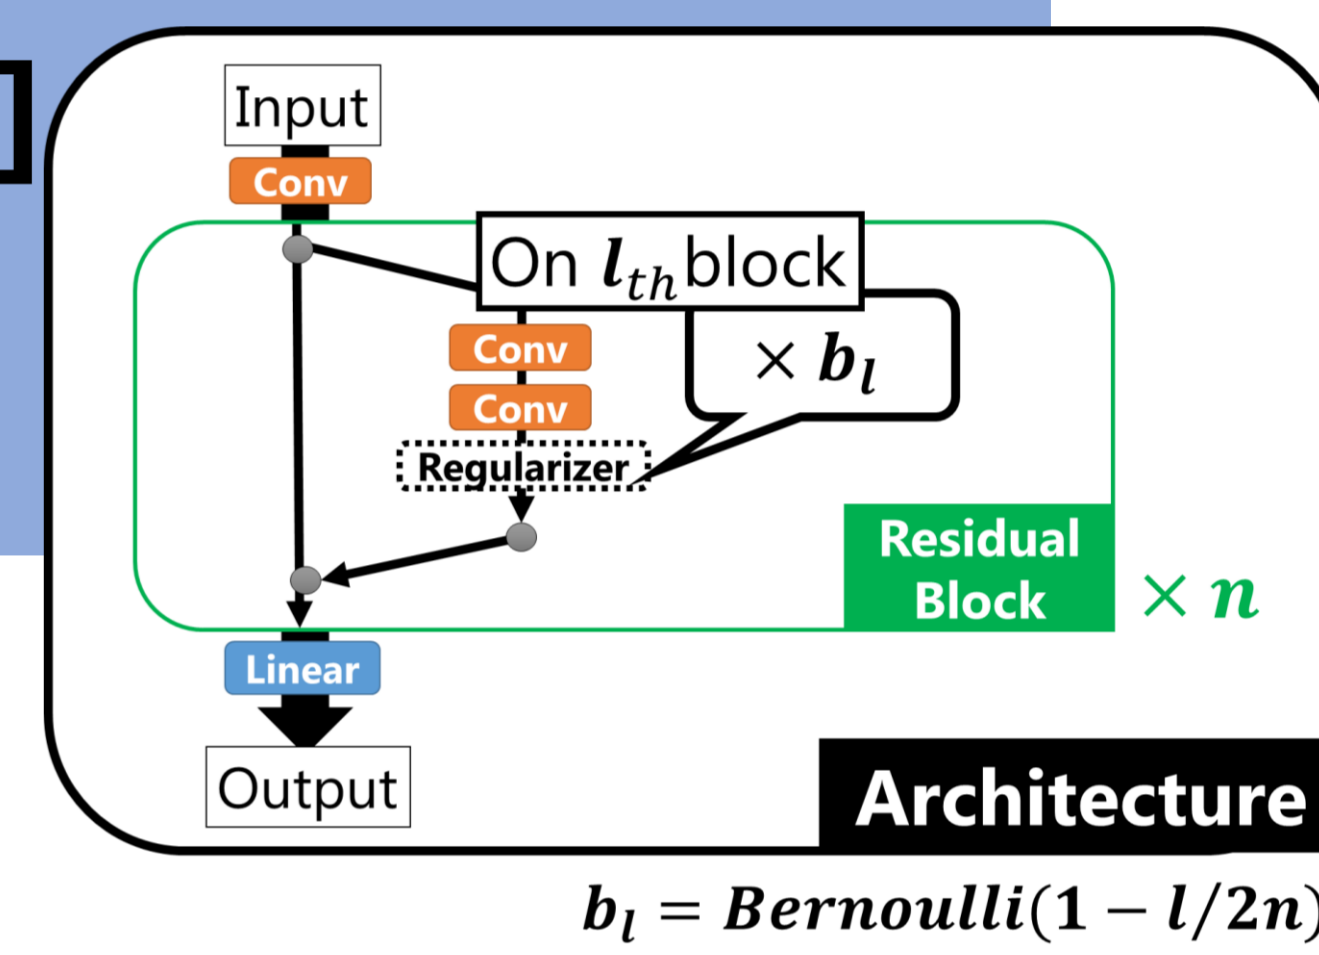 ]
Input
Conv
On l_th block
Conv
× b_l
Conv
Regularizer
Residual
Block
× n
Linear
Output
Architecture
b_l = Bernoulli(1 − l/2n)